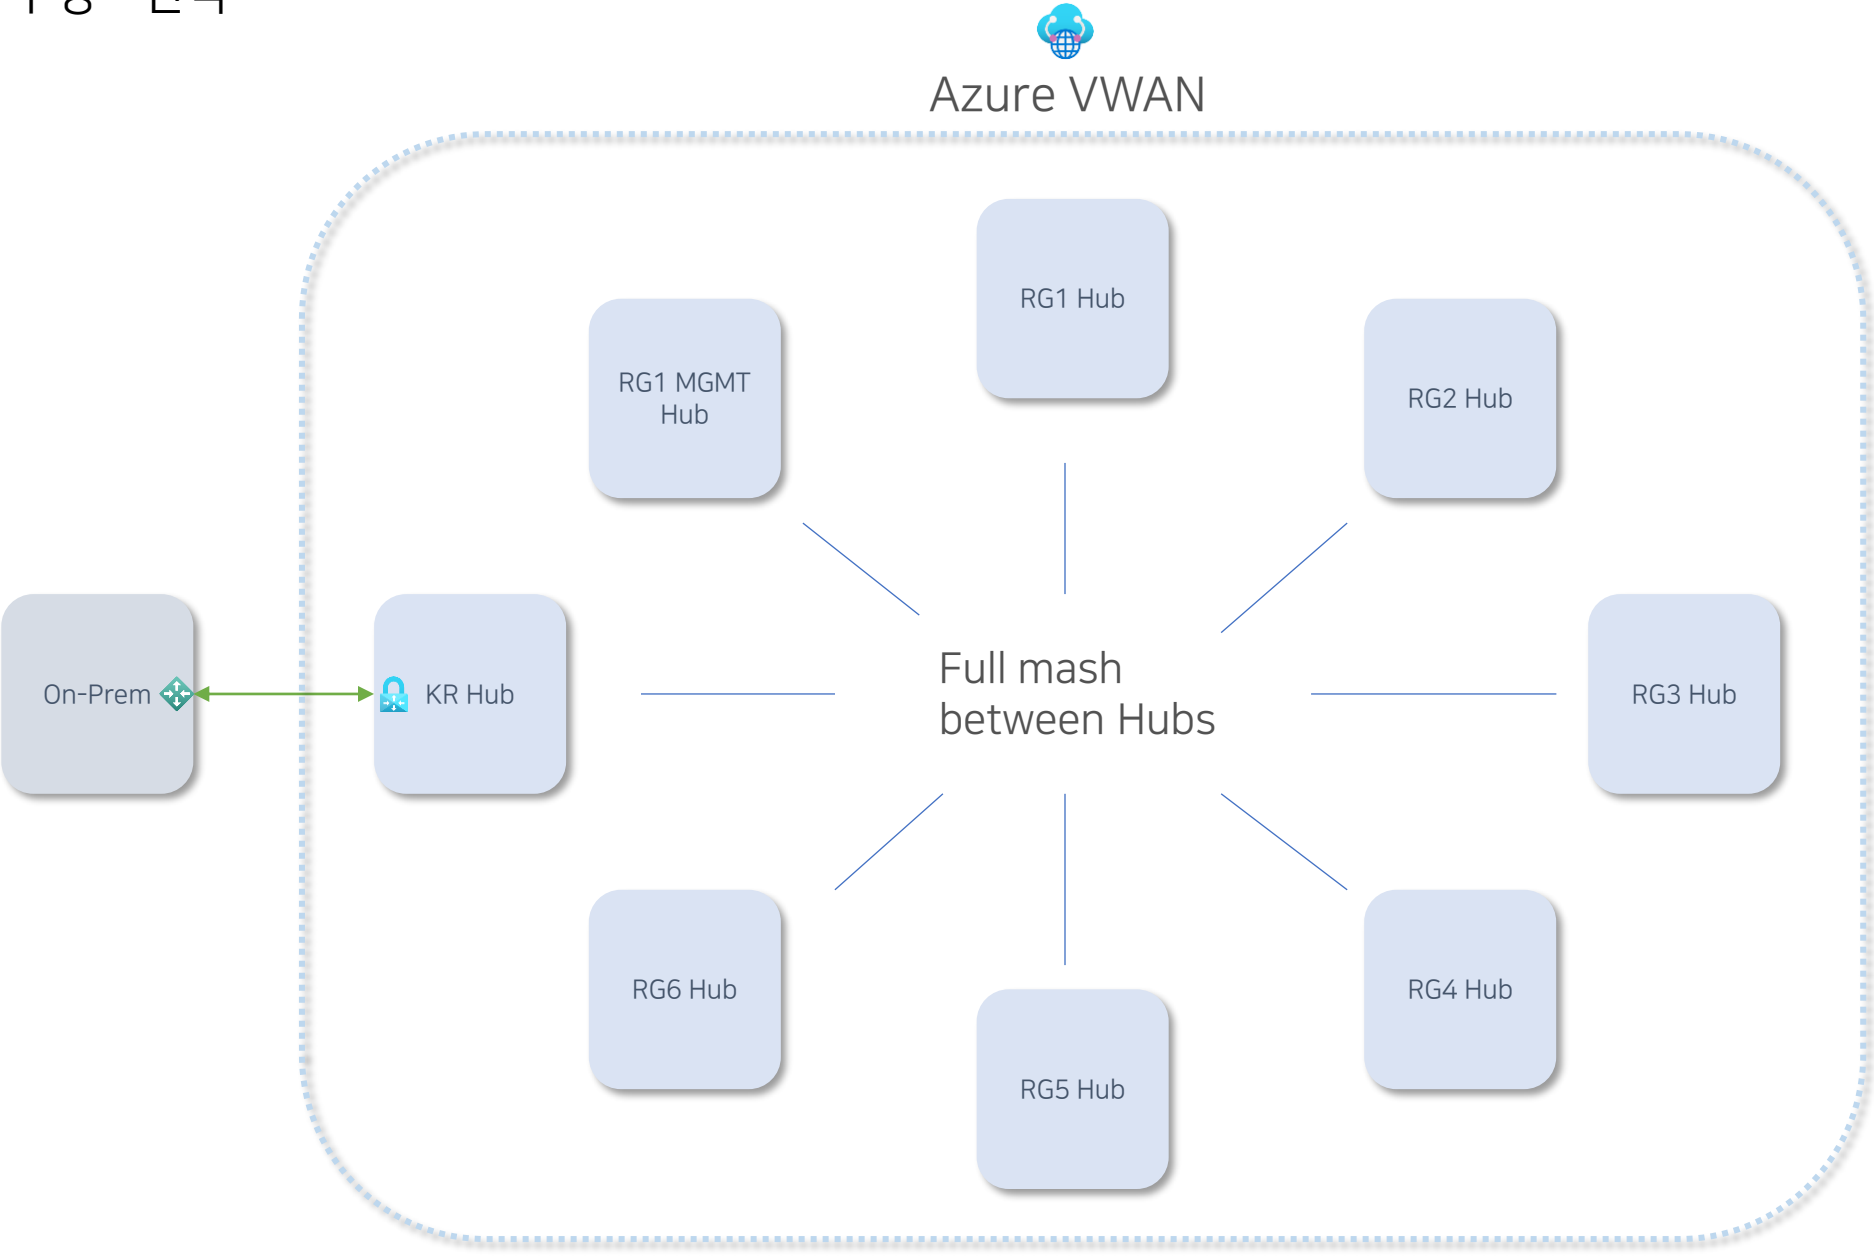 Azure VWAN
RG1 Hub
RG1 MGMT
Hub
RG2 Hub
On-Prem
KR Hub
Full mash
between Hubs
RG3 Hub
RG6 Hub
RG4 Hub
RG5 Hub